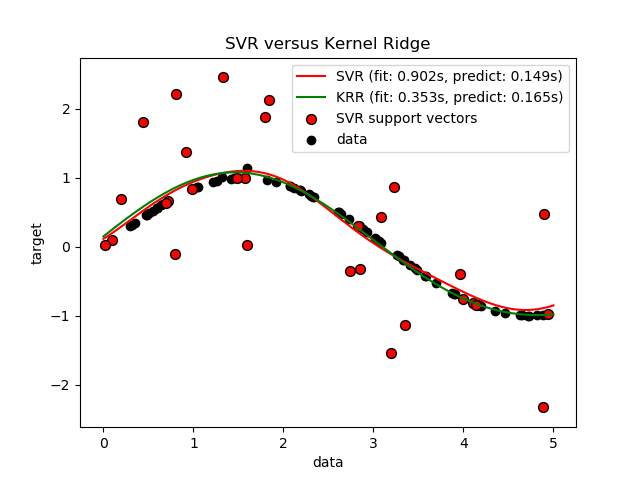 SVR versus Kernel Ridge
SVR (fit: 0.902s, predict: 0.149s)
KRR (fit: 0.353s, predict: 0.165s)
SVR support vectors
data
target
2
1
0
−1
−2
0 1 2 3 4 5
data